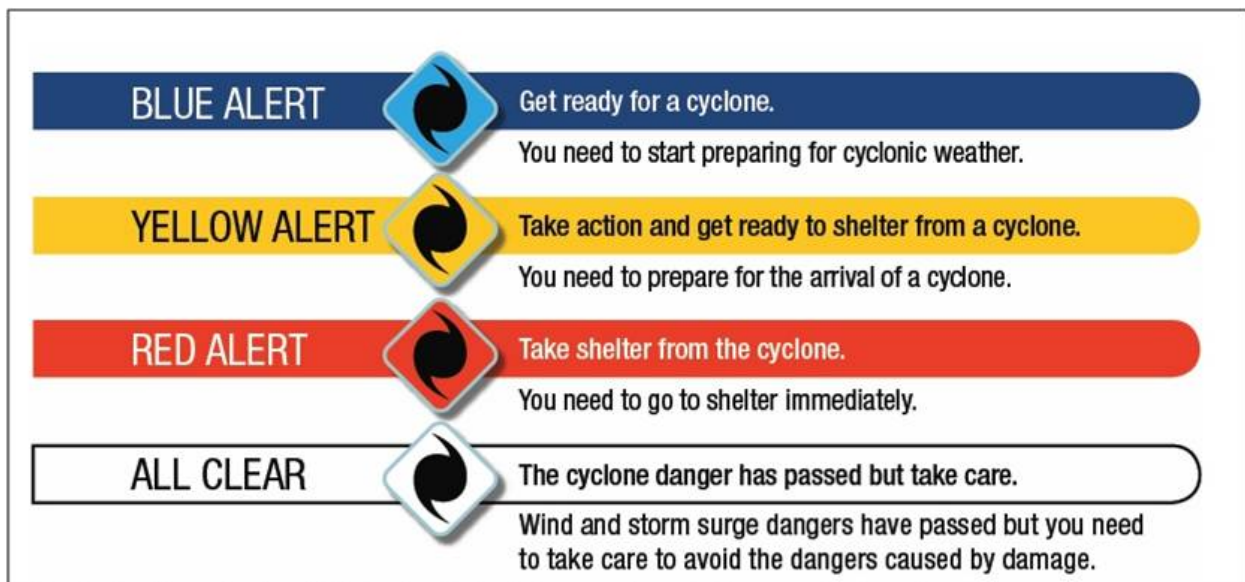 BLUE ALERT
Get ready for a cyclone.
You need to start preparing for cyclonic weather.
YELLOW ALERT
Take action and get ready to shelter from a cyclone.
You need to prepare for the arrival of a cyclone.
RED ALERT
Take shelter from the cyclone.
You need to go to shelter immediately.
ALL CLEAR
The cyclone danger has passed but take care.
Wind and storm surge dangers have passed but you need
to take care to avoid the dangers caused by damage.